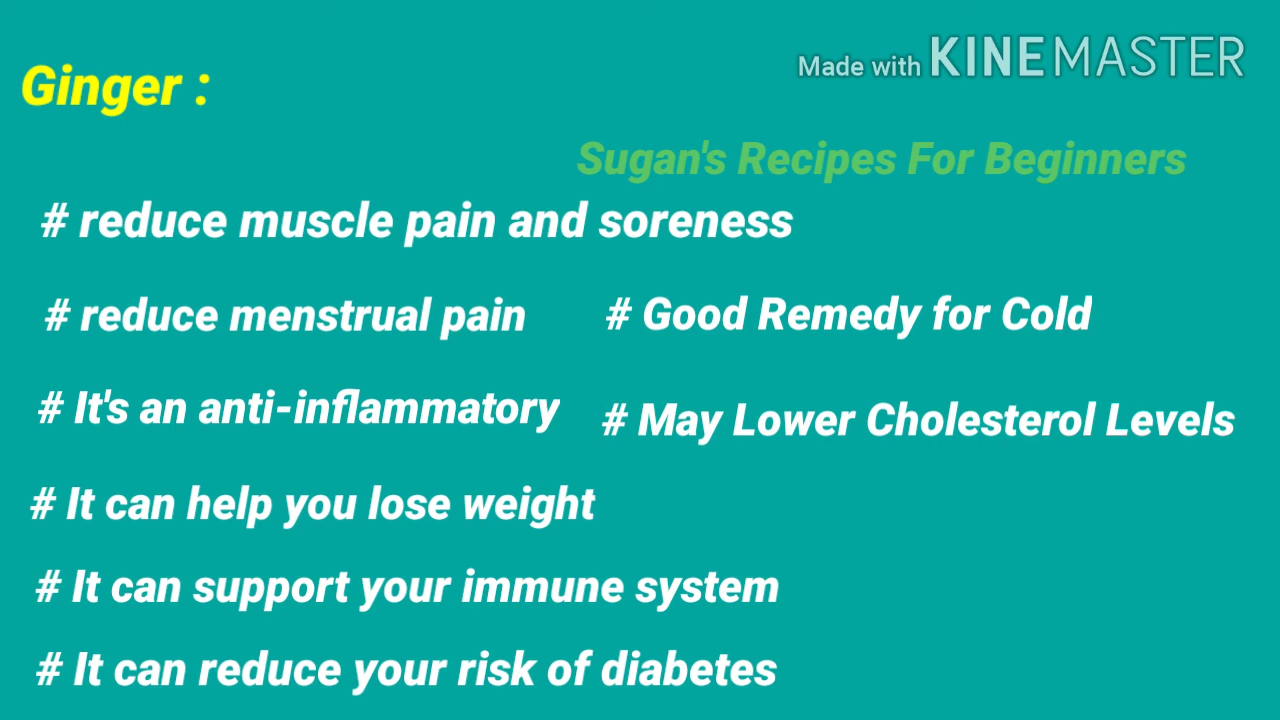 Made with KINEMASTER
Ginger :
Sugan's Recipes For Beginners
# reduce muscle pain and soreness
# reduce menstrual pain
# Good Remedy for Cold
# It's an anti-inflammatory
# May Lower Cholesterol Levels
# It can help you lose weight
# It can support your immune system
# It can reduce your risk of diabetes